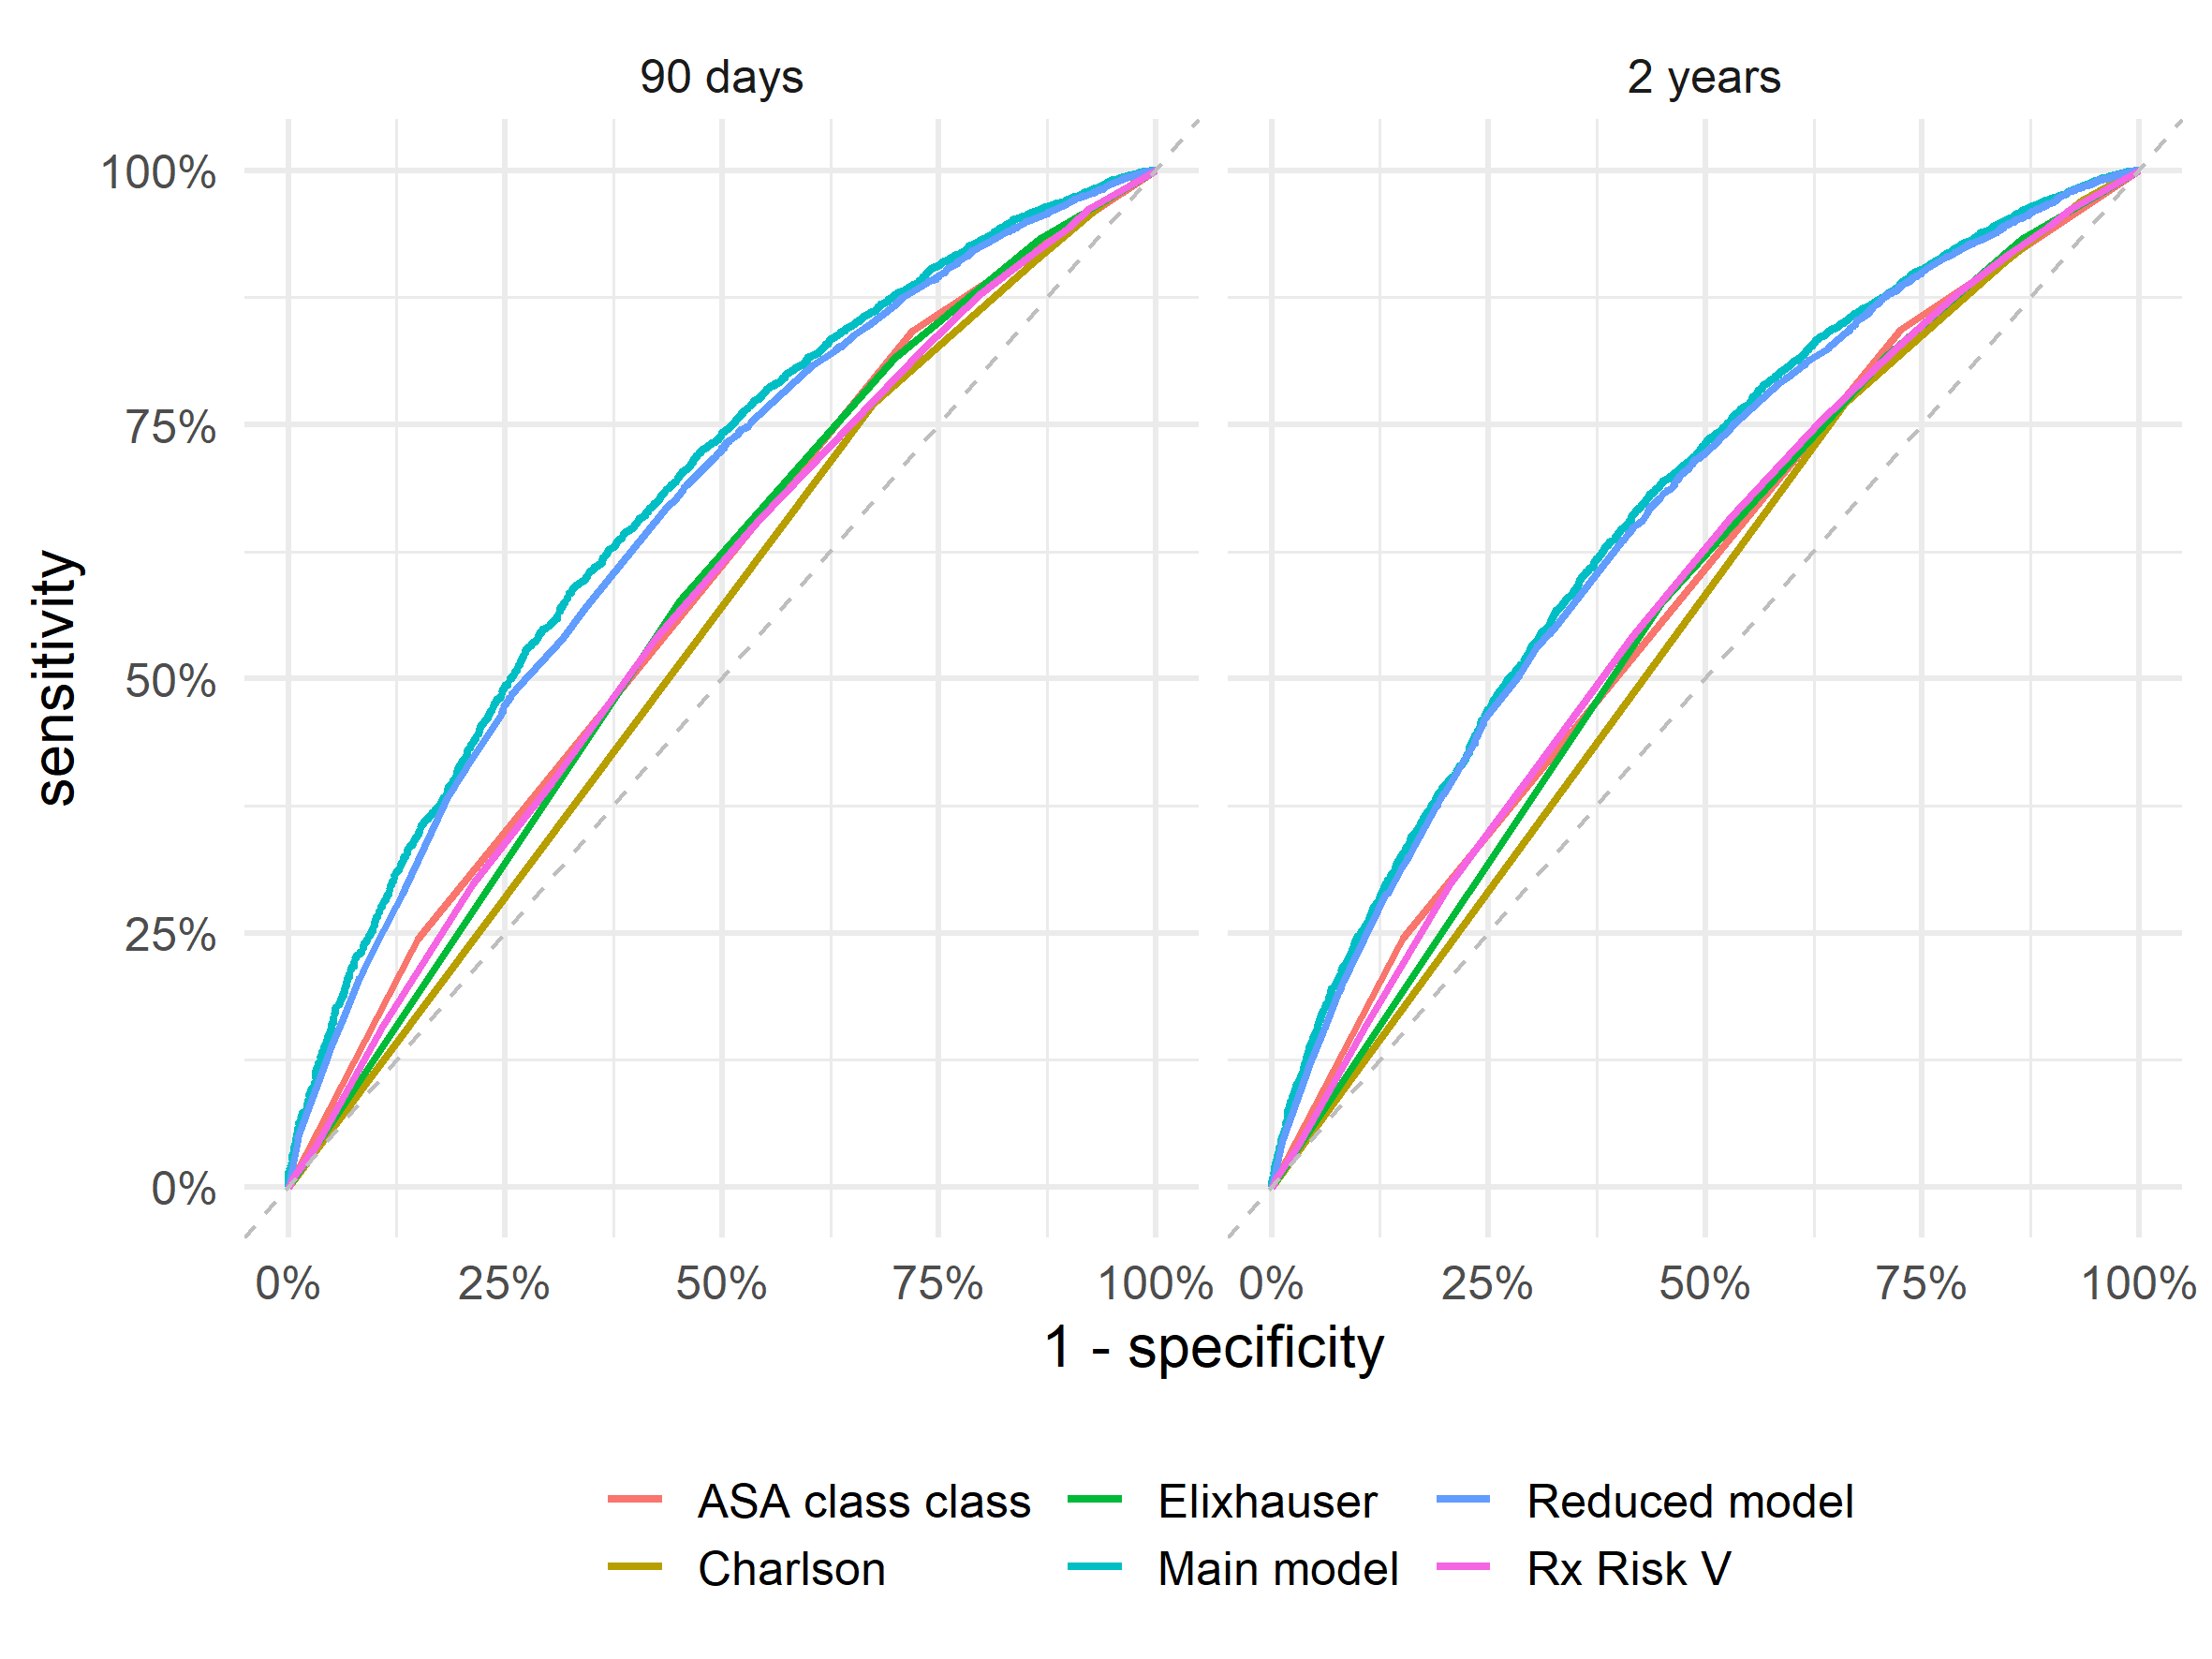 90 days 2 years
100%
75%
50%
25%
0%
sensitivity
0% 25% 50% 75% 100% 0% 25% 50% 75% 100%
1 - specificity
ASA class class Elixhauser Reduced model
Charlson Main model Rx Risk V